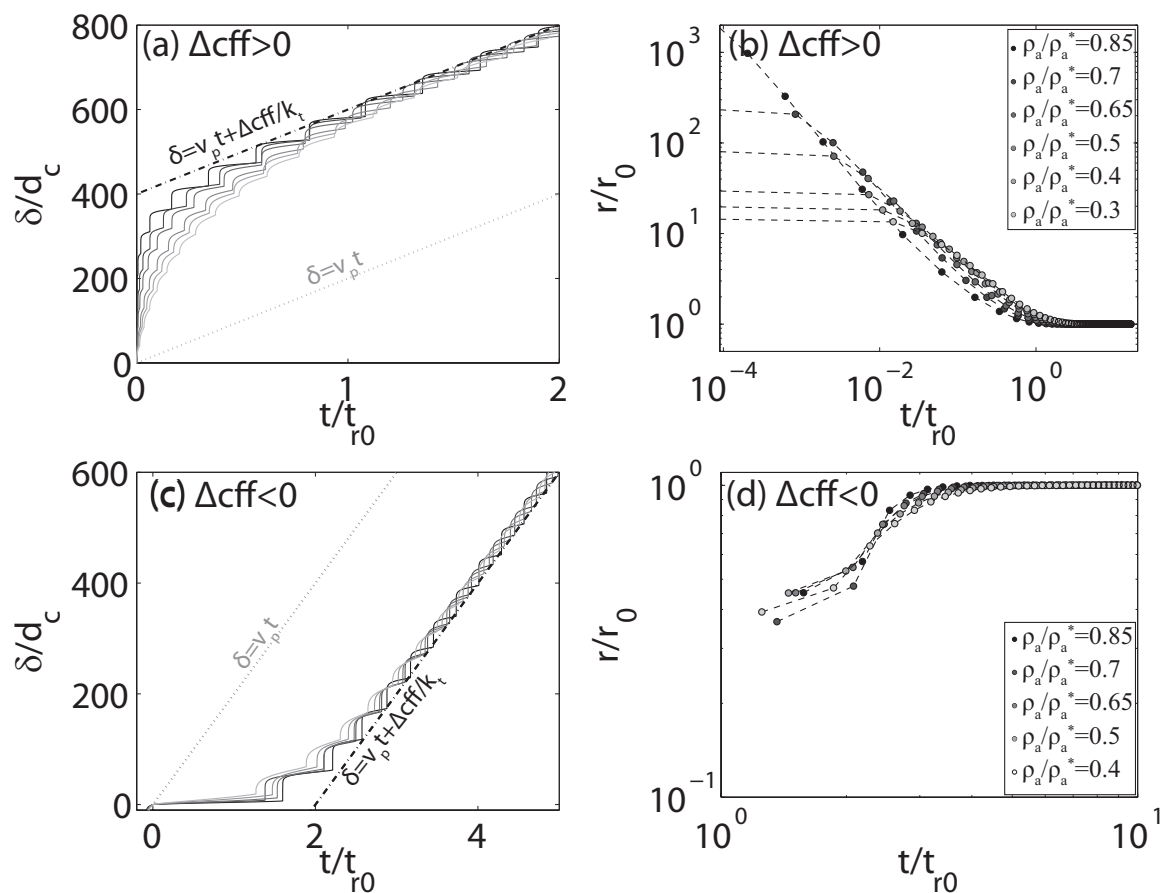 (a) Δcff>0
800
600
400
200
0
δ/d_c
δ=v_p t+Δcff/k_t
δ=v_p t
0
1
2
t/t_r0
(b) Δcff>0
10^3
10^2
10^1
10^0
r/r_0
ρ_a/ρ_a^*=0.85
ρ_a/ρ_a^*=0.7
ρ_a/ρ_a^*=0.65
ρ_a/ρ_a^*=0.5
ρ_a/ρ_a^*=0.4
ρ_a/ρ_a^*=0.3
10^−4
10^−2
10^0
t/t_r0
(c) Δcff<0
600
400
200
0
δ/d_c
δ=v_p t
δ=v_p t+Δcff/k_t
0
2
4
t/t_r0
(d) Δcff<0
10^0
10^−1
r/r_0
ρ_a/ρ_a^*=0.85
ρ_a/ρ_a^*=0.7
ρ_a/ρ_a^*=0.65
ρ_a/ρ_a^*=0.5
ρ_a/ρ_a^*=0.4
10^0
10^1
t/t_r0